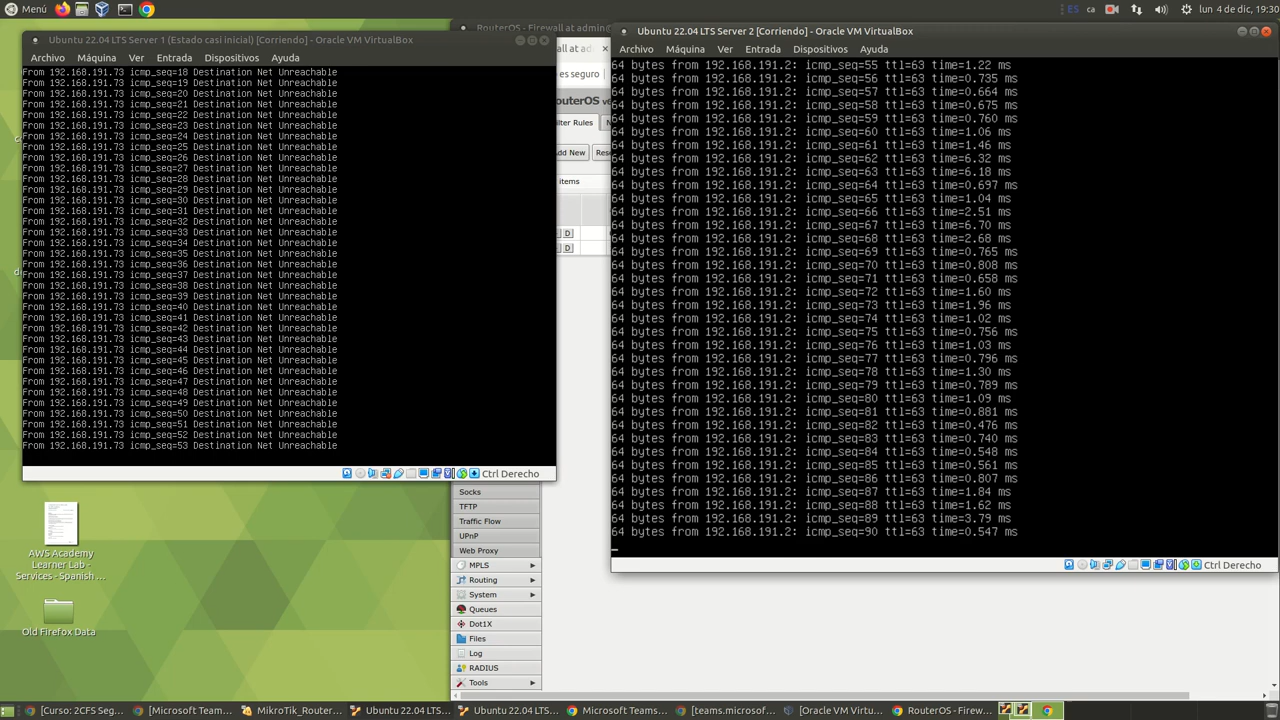 Menú
ES
ca
lun 4 de dic, 19:30
RouterOS - Firewall at admin@
Ubuntu 22.04 LTS Server 1 (Estado casi inicial) [Corriendo] - Oracle VM VirtualBox
Archivo Máquina Ver Entrada Dispositivos Ayuda
From 192.168.191.73 icmp_seq=18 Destination Net Unreachable
From 192.168.191.73 icmp_seq=19 Destination Net Unreachable
From 192.168.191.73 icmp_seq=20 Destination Net Unreachable
From 192.168.191.73 icmp_seq=21 Destination Net Unreachable
From 192.168.191.73 icmp_seq=22 Destination Net Unreachable
From 192.168.191.73 icmp_seq=23 Destination Net Unreachable
From 192.168.191.73 icmp_seq=24 Destination Net Unreachable
From 192.168.191.73 icmp_seq=25 Destination Net Unreachable
From 192.168.191.73 icmp_seq=26 Destination Net Unreachable
From 192.168.191.73 icmp_seq=27 Destination Net Unreachable
From 192.168.191.73 icmp_seq=28 Destination Net Unreachable
From 192.168.191.73 icmp_seq=29 Destination Net Unreachable
From 192.168.191.73 icmp_seq=30 Destination Net Unreachable
From 192.168.191.73 icmp_seq=31 Destination Net Unreachable
From 192.168.191.73 icmp_seq=32 Destination Net Unreachable
From 192.168.191.73 icmp_seq=33 Destination Net Unreachable
From 192.168.191.73 icmp_seq=34 Destination Net Unreachable
From 192.168.191.73 icmp_seq=35 Destination Net Unreachable
From 192.168.191.73 icmp_seq=36 Destination Net Unreachable
From 192.168.191.73 icmp_seq=37 Destination Net Unreachable
From 192.168.191.73 icmp_seq=38 Destination Net Unreachable
From 192.168.191.73 icmp_seq=39 Destination Net Unreachable
From 192.168.191.73 icmp_seq=40 Destination Net Unreachable
From 192.168.191.73 icmp_seq=41 Destination Net Unreachable
From 192.168.191.73 icmp_seq=42 Destination Net Unreachable
From 192.168.191.73 icmp_seq=43 Destination Net Unreachable
From 192.168.191.73 icmp_seq=44 Destination Net Unreachable
From 192.168.191.73 icmp_seq=45 Destination Net Unreachable
From 192.168.191.73 icmp_seq=46 Destination Net Unreachable
From 192.168.191.73 icmp_seq=47 Destination Net Unreachable
From 192.168.191.73 icmp_seq=48 Destination Net Unreachable
From 192.168.191.73 icmp_seq=49 Destination Net Unreachable
From 192.168.191.73 icmp_seq=50 Destination Net Unreachable
From 192.168.191.73 icmp_seq=51 Destination Net Unreachable
From 192.168.191.73 icmp_seq=52 Destination Net Unreachable
From 192.168.191.73 icmp_seq=53 Destination Net Unreachable
Ctrl Derecho
all at admi
es seguro
outerOS ve
lter Rules
N
dd New
Rese
items
D
D
Ubuntu 22.04 LTS Server 2 [Corriendo] - Oracle VM VirtualBox
Archivo Máquina Ver Entrada Dispositivos Ayuda
64 bytes from 192.168.191.2: icmp_seq=55 ttl=63 time=1.22 ms
64 bytes from 192.168.191.2: icmp_seq=56 ttl=63 time=0.735 ms
64 bytes from 192.168.191.2: icmp_seq=57 ttl=63 time=0.664 ms
64 bytes from 192.168.191.2: icmp_seq=58 ttl=63 time=0.675 ms
64 bytes from 192.168.191.2: icmp_seq=59 ttl=63 time=0.760 ms
64 bytes from 192.168.191.2: icmp_seq=60 ttl=63 time=1.06 ms
64 bytes from 192.168.191.2: icmp_seq=61 ttl=63 time=1.46 ms
64 bytes from 192.168.191.2: icmp_seq=62 ttl=63 time=6.32 ms
64 bytes from 192.168.191.2: icmp_seq=63 ttl=63 time=6.18 ms
64 bytes from 192.168.191.2: icmp_seq=64 ttl=63 time=0.697 ms
64 bytes from 192.168.191.2: icmp_seq=65 ttl=63 time=1.04 ms
64 bytes from 192.168.191.2: icmp_seq=66 ttl=63 time=2.51 ms
64 bytes from 192.168.191.2: icmp_seq=67 ttl=63 time=6.70 ms
64 bytes from 192.168.191.2: icmp_seq=68 ttl=63 time=2.68 ms
64 bytes from 192.168.191.2: icmp_seq=69 ttl=63 time=0.765 ms
64 bytes from 192.168.191.2: icmp_seq=70 ttl=63 time=0.808 ms
64 bytes from 192.168.191.2: icmp_seq=71 ttl=63 time=0.658 ms
64 bytes from 192.168.191.2: icmp_seq=72 ttl=63 time=1.60 ms
64 bytes from 192.168.191.2: icmp_seq=73 ttl=63 time=1.96 ms
64 bytes from 192.168.191.2: icmp_seq=74 ttl=63 time=1.02 ms
64 bytes from 192.168.191.2: icmp_seq=75 ttl=63 time=0.756 ms
64 bytes from 192.168.191.2: icmp_seq=76 ttl=63 time=1.03 ms
64 bytes from 192.168.191.2: icmp_seq=77 ttl=63 time=0.796 ms
64 bytes from 192.168.191.2: icmp_seq=78 ttl=63 time=1.30 ms
64 bytes from 192.168.191.2: icmp_seq=79 ttl=63 time=0.789 ms
64 bytes from 192.168.191.2: icmp_seq=80 ttl=63 time=1.09 ms
64 bytes from 192.168.191.2: icmp_seq=81 ttl=63 time=0.881 ms
64 bytes from 192.168.191.2: icmp_seq=82 ttl=63 time=0.476 ms
64 bytes from 192.168.191.2: icmp_seq=83 ttl=63 time=0.740 ms
64 bytes from 192.168.191.2: icmp_seq=84 ttl=63 time=0.548 ms
64 bytes from 192.168.191.2: icmp_seq=85 ttl=63 time=0.551 ms
64 bytes from 192.168.191.2: icmp_seq=86 ttl=63 time=0.807 ms
64 bytes from 192.168.191.2: icmp_seq=87 ttl=63 time=1.84 ms
64 bytes from 192.168.191.2: icmp_seq=88 ttl=63 time=1.62 ms
64 bytes from 192.168.191.2: icmp_seq=89 ttl=63 time=3.79 ms
64 bytes from 192.168.191.2: icmp_seq=90 ttl=63 time=0.547 ms
Ctrl Derecho
AWS Academy
Learner Lab -
Services - Spanish ...
Old Firefox Data
Socks
TFTP
Traffic Flow
UPnP
Web Proxy
MPLS
Routing
System
Queues
Dot1X
Files
Log
RADIUS
Tools
[Curso: 2CFS Seg...
[Microsoft Team...
MikroTik_Router...
Ubuntu 22.04 LTS...
Ubuntu 22.04 LTS...
Microsoft Teams...
[teams.microsof...
[Oracle VM Virtu...
RouterOS - Firew...